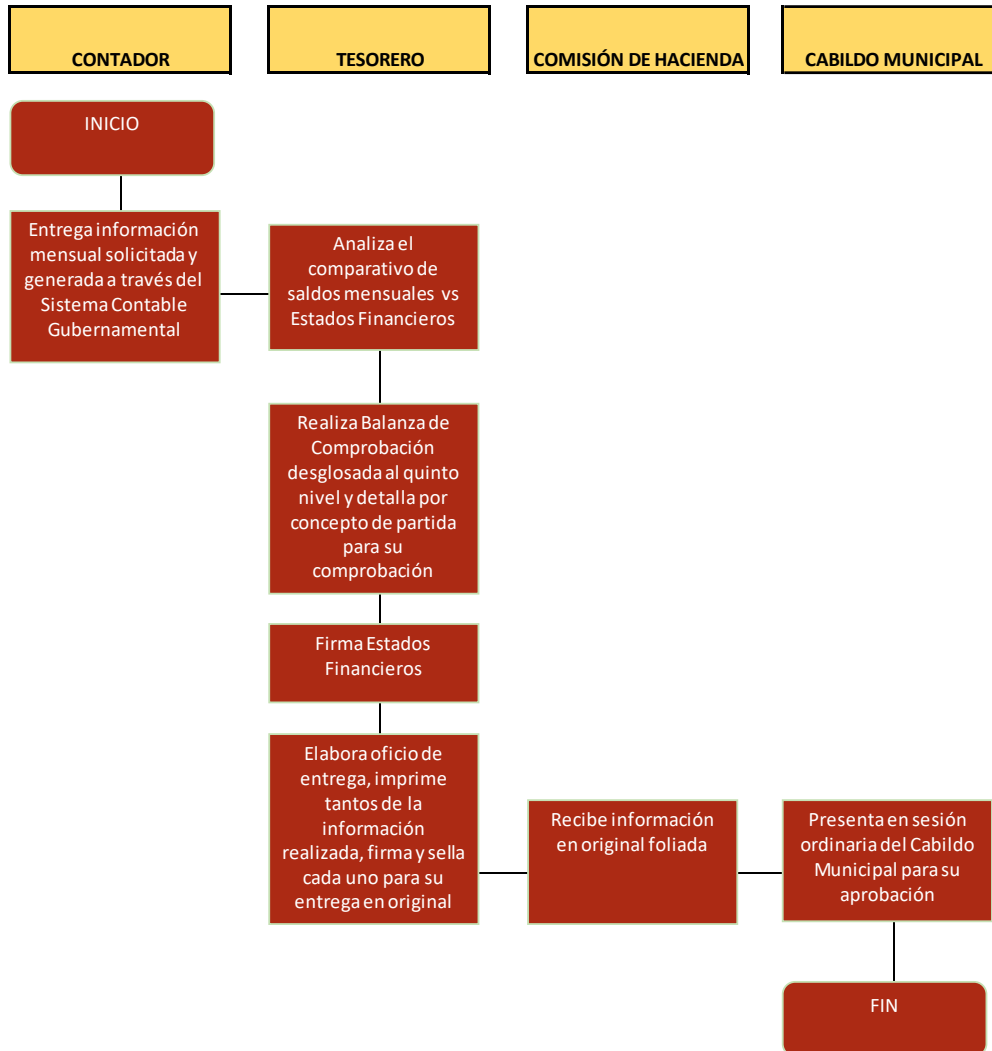 CONTADOR
TESORERO
COMISIÓN DE HACIENDA
CABILDO MUNICIPAL
INICIO
Entrega información
mensual solicitada y
generada a través del
Sistema Contable
Gubernamental
Analiza el
comparativo de
saldos mensuales vs
Estados Financieros
Realiza Balanza de
Comprobación
desglosada al quinto
nivel y detalla por
concepto de partida
para su
comprobación
Firma Estados
Financieros
Elabora oficio de
entrega, imprime
tantos de la
información
realizada, firma y sella
cada uno para su
entrega en original
Recibe información
en original foliada
Presenta en sesión
ordinaria del Cabildo
Municipal para su
aprobación
FIN